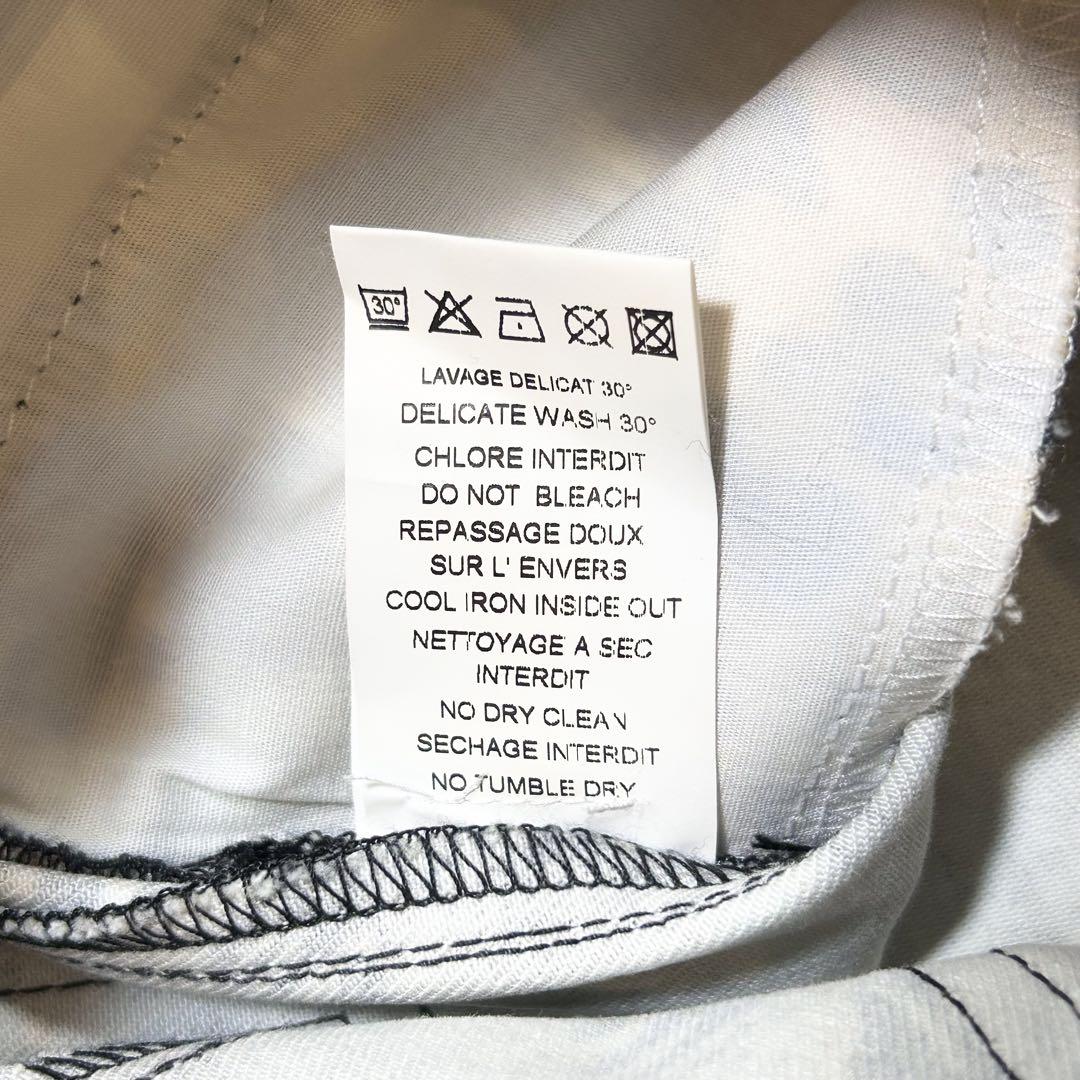 30°
LAVAGE DELICAT 30°
DELICATE WASH 30°
CHLORE INTERDIT
DO NOT BLEACH
REPASSAGE DOUX
SUR L' ENVERS
COOL IRON INSIDE OUT
NETTOYAGE A SEC
INTERDIT
NO DRY CLEAN
SECHAGE INTERDIT
NO TUMBLE DRY